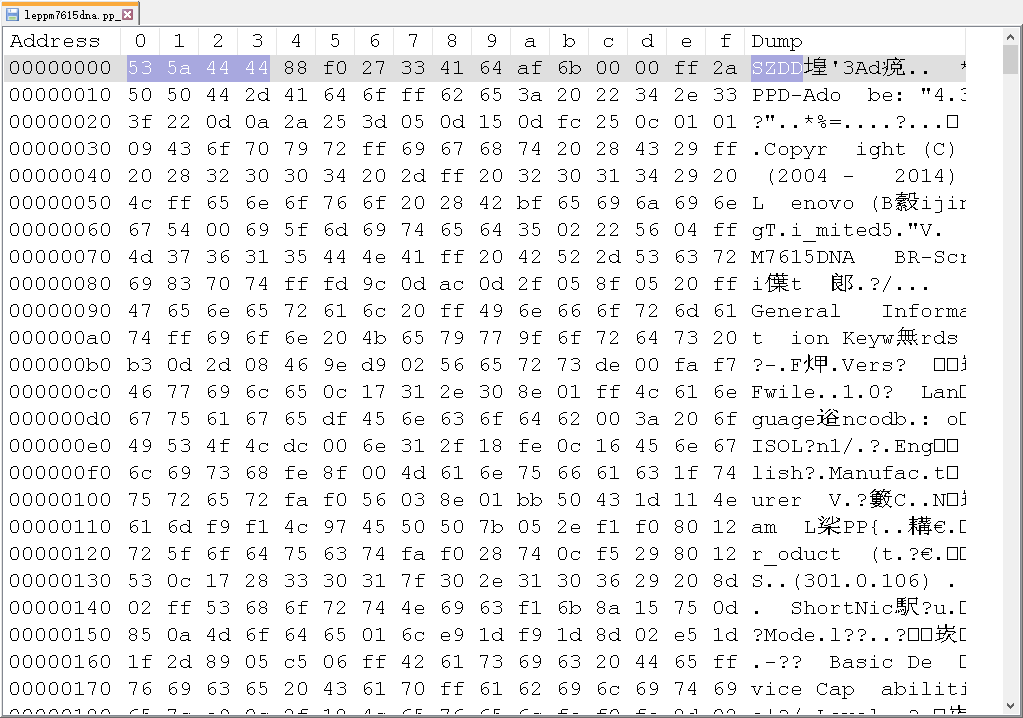 leppm7615dna.pp_
Address 0 1 2 3 4 5 6 7 8 9 a b c d e f Dump
00000000 53 5a 44 44 88 f0 27 33 41 64 af 6b 00 00 ff 2a SZDD堭'3Ad痥.. *
00000010 50 50 44 2d 41 64 6f ff 62 65 3a 20 22 34 2e 33 PPD-Ado be: "4.3
00000020 3f 22 0d 0a 2a 25 3d 05 0d 15 0d fc 25 0c 01 01 ?"..*%=....?...□
00000030 09 43 6f 70 79 72 ff 69 67 68 74 20 28 43 29 ff .Copyr ight (C)
00000040 20 28 32 30 30 34 20 2d ff 20 32 30 31 34 29 20 (2004 - 2014)
00000050 4c ff 65 6e 6f 76 6f 20 28 42 bf 65 69 6a 69 6e L enovo (B縠ijin
00000060 67 54 00 69 5f 6d 69 74 65 64 35 02 22 56 04 ff gT.i_mited5."V.
00000070 4d 37 36 31 35 44 4e 41 ff 20 42 52 2d 53 63 72 M7615DNA BR-Scr
00000080 69 83 70 74 ff fd 9c 0d ac 0d 2f 05 8f 05 20 ff i僷t 郞.?/...
00000090 47 65 6e 65 72 61 6c 20 ff 49 6e 66 6f 72 6d 61 General Informa
000000a0 74 ff 69 6f 6e 20 4b 65 79 77 9f 6f 72 64 73 20 t ion Keyw無rds
000000b0 b3 0d 2d 08 46 9e d9 02 56 65 72 73 de 00 fa f7 ?-.F炠.Vers? □□
000000c0 46 77 69 6c 65 0c 17 31 2e 30 8e 01 ff 4c 61 6e Fwile..1.0? Lan□
000000d0 67 75 61 67 65 df 45 6e 63 6f 64 62 00 3a 20 6f guage逧ncodb.: o□
000000e0 49 53 4f 4c dc 00 6e 31 2f 18 fe 0c 16 45 6e 67 ISOL?n1/.?.Eng□□
000000f0 6c 69 73 68 fe 8f 00 4d 61 6e 75 66 61 63 1f 74 lish?.Manufac.t□
00000100 75 72 65 72 fa f0 56 03 8e 01 bb 50 43 1d 11 4e urer V.?籔C..N□
00000110 61 6d f9 f1 4c 97 45 50 50 7b 05 2e f1 f0 80 12 am L桬PP{..耩€.□
00000120 72 5f 6f 64 75 63 74 fa f0 28 74 0c f5 29 80 12 r_oduct (t.?€.□□
00000130 53 0c 17 28 33 30 31 7f 30 2e 31 30 36 29 20 8d S..(301.0.106) .
00000140 02 ff 53 68 6f 72 74 4e 69 63 f1 6b 8a 15 75 0d . ShortNic駅?u.□
00000150 85 0a 4d 6f 64 65 01 6c e9 1d f9 1d 8d 02 e5 1d ?Mode.l??..?□□
00000160 1f 2d 89 05 c5 06 ff 42 61 73 69 63 20 44 65 ff .-?? Basic De □
00000170 76 69 63 65 20 43 61 70 ff 61 62 69 6c 69 74 69 vice Cap abiliti